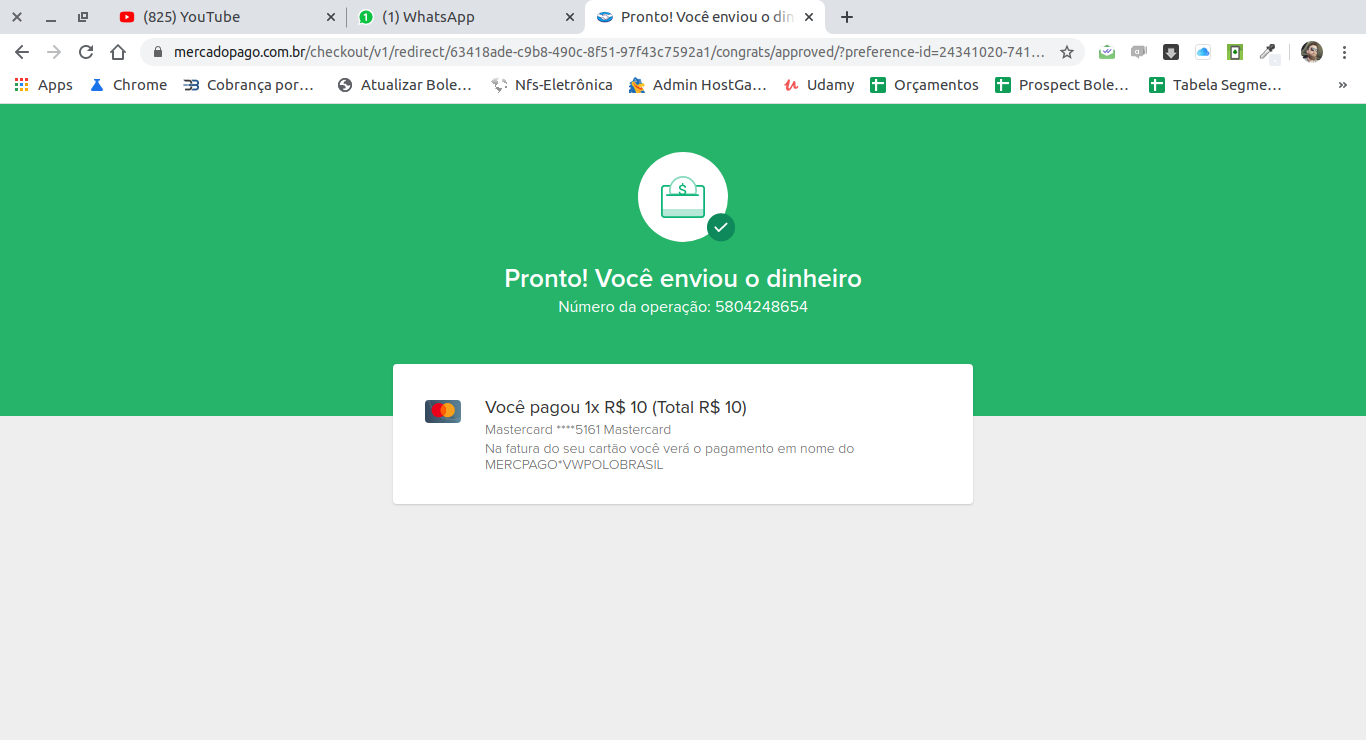 (825) YouTube
(1) WhatsApp
Pronto! Você enviou o din
mercadopago.com.br/checkout/v1/redirect/63418ade-c9b8-490c-8f51-97f43c7592a1/congrats/approved/?preference-id=24341020-741...
Apps
Chrome
Cobrança por...
Atualizar Bole...
Nfs-Eletrônica
Admin HostGa...
Udamy
Orçamentos
Prospect Bole...
Tabela Segme...
»
$
Pronto! Você enviou o dinheiro
Número da operação: 5804248654
Você pagou 1x R$ 10 (Total R$ 10)
Mastercard ****5161 Mastercard
Na fatura do seu cartão você verá o pagamento em nome do
MERCPAGO*VWPOLOBRASIL